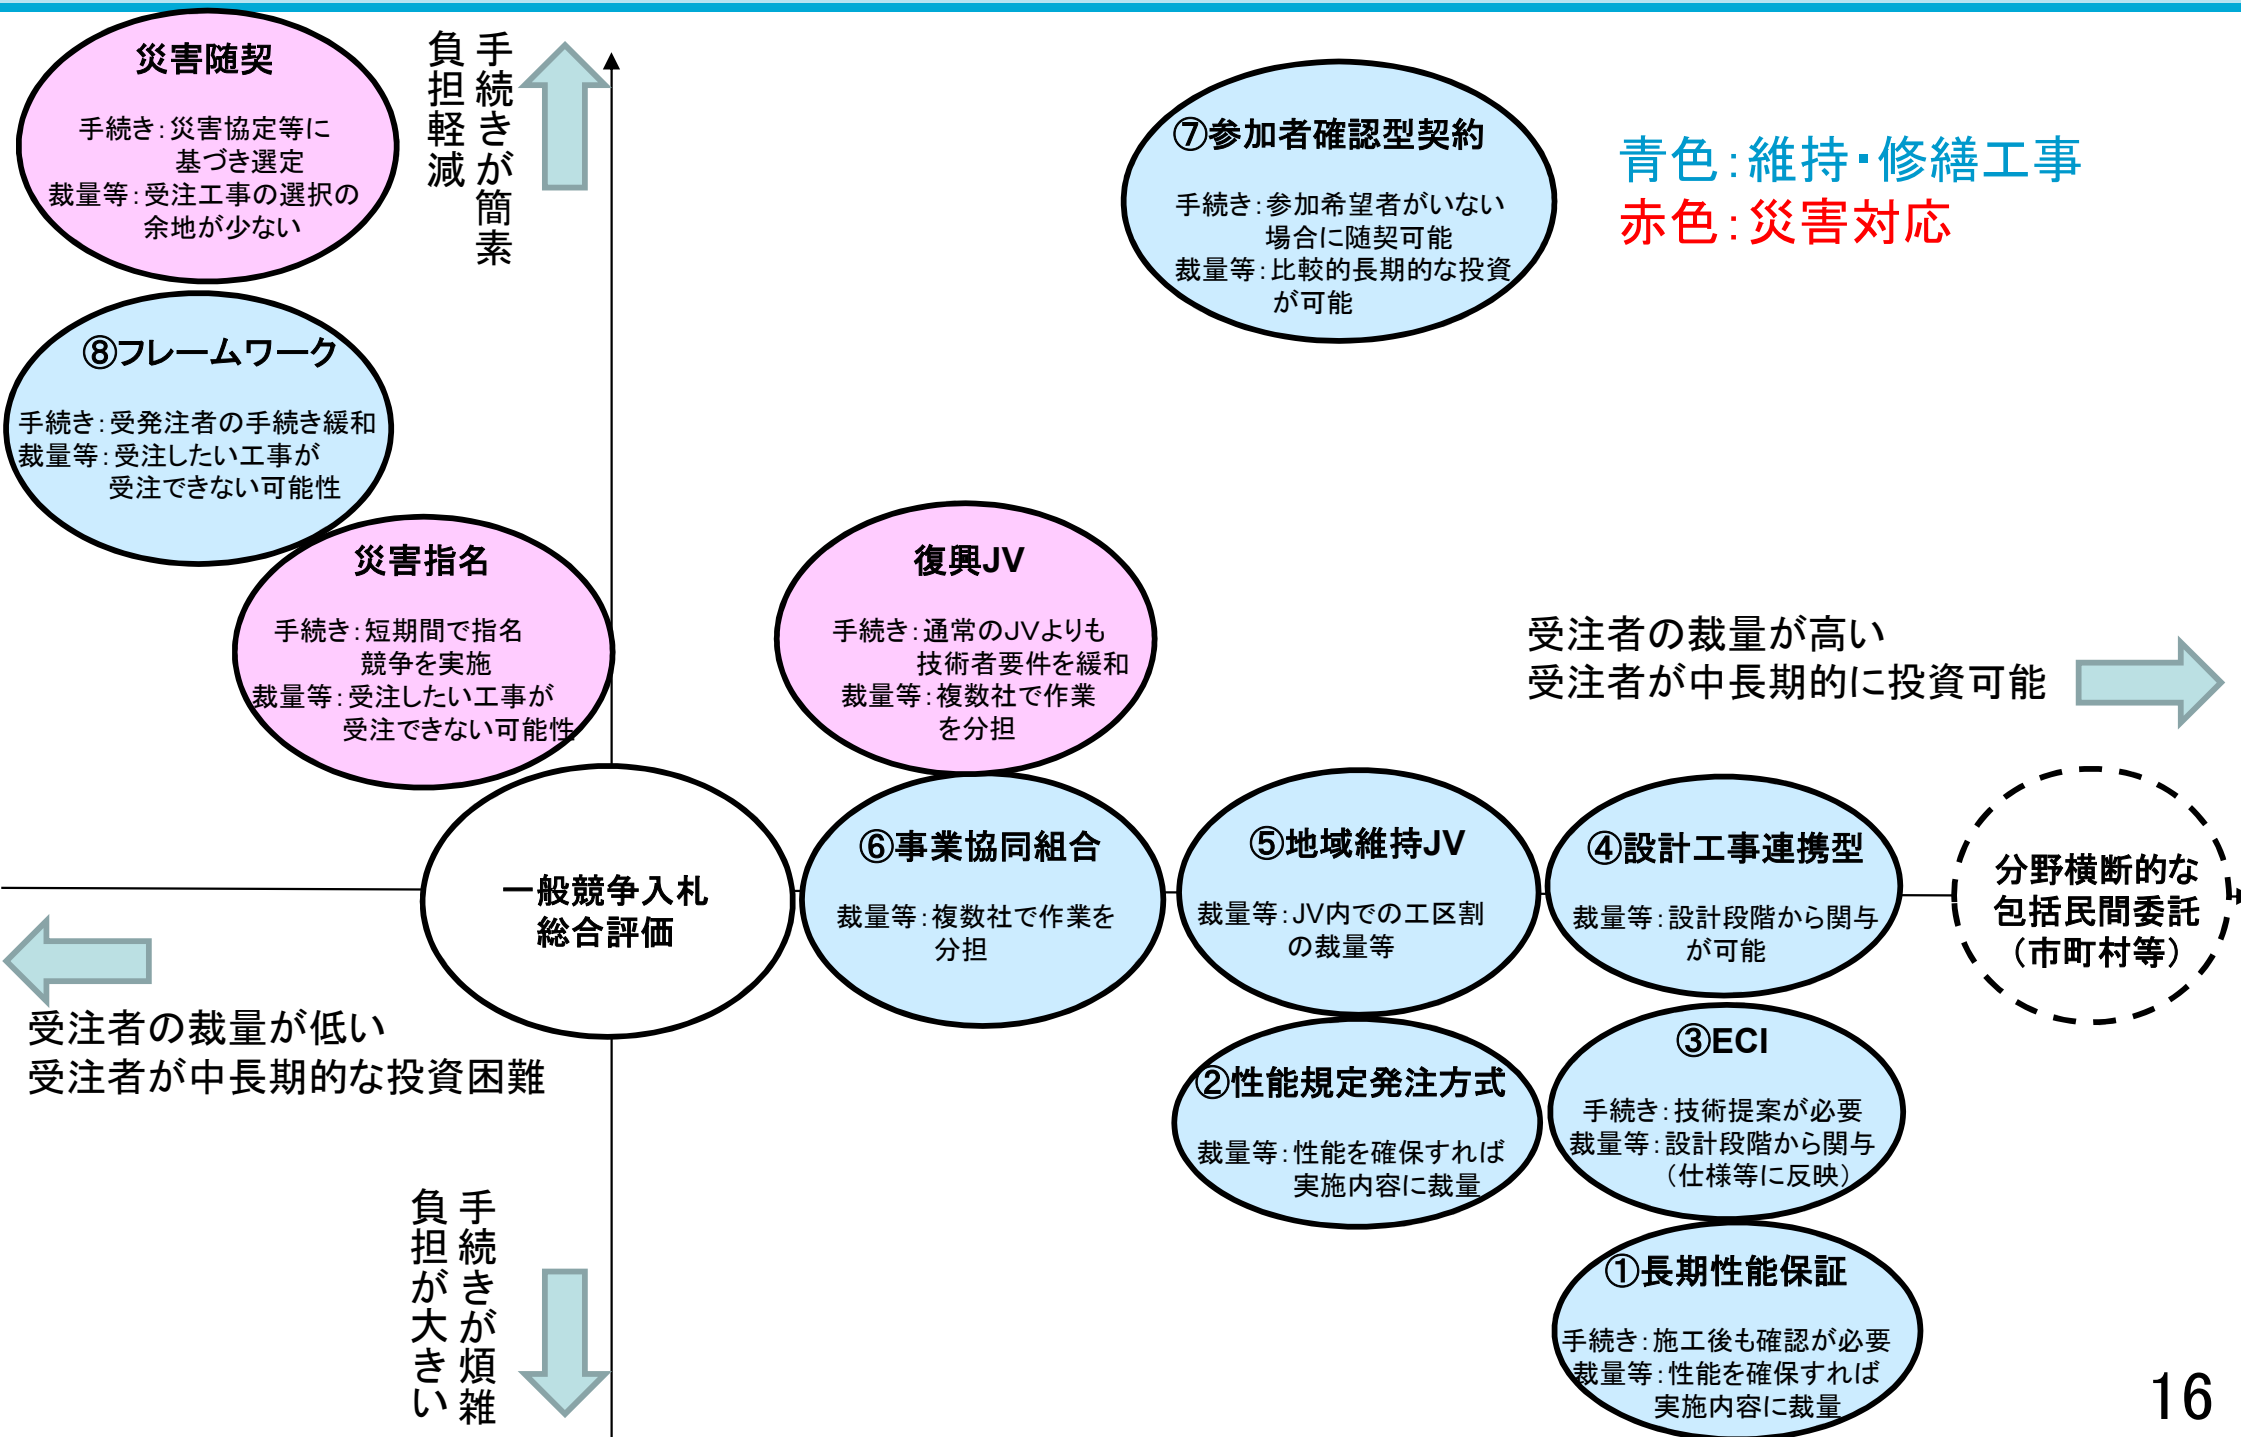 災害随契
手続き：災害協定等に
基づき選定
裁量等：受注工事の選択の
余地が少ない
手続きが簡素
負担軽減
⑦参加者確認型契約
手続き：参加希望者がいない
場合に随契可能
裁量等：比較的長期的な投資
が可能
青色：維持・修繕工事
赤色：災害対応
⑧フレームワーク
手続き：受発注者の手続き緩和
裁量等：受注したい工事が
受注できない可能性
災害指名
手続き：短期間で指名
競争を実施
裁量等：受注したい工事が
受注できない可能性
復興JV
手続き：通常のJVよりも
技術者要件を緩和
裁量等：複数社で作業
を分担
受注者の裁量が高い
受注者が中長期的に投資可能
一般競争入札
総合評価
⑥事業協同組合
裁量等：複数社で作業を
分担
⑤地域維持JV
裁量等：JV内での工区割
の裁量等
④設計工事連携型
裁量等：設計段階から関与
が可能
分野横断的な
包括民間委託
（市町村等）
受注者の裁量が低い
受注者が中長期的な投資困難
②性能規定発注方式
裁量等：性能を確保すれば
実施内容に裁量
③ECI
手続き：技術提案が必要
裁量等：設計段階から関与
（仕様等に反映）
手続きが煩雑
負担が大きい
①長期性能保証
手続き：施工後も確認が必要
裁量等：性能を確保すれば
実施内容に裁量
16